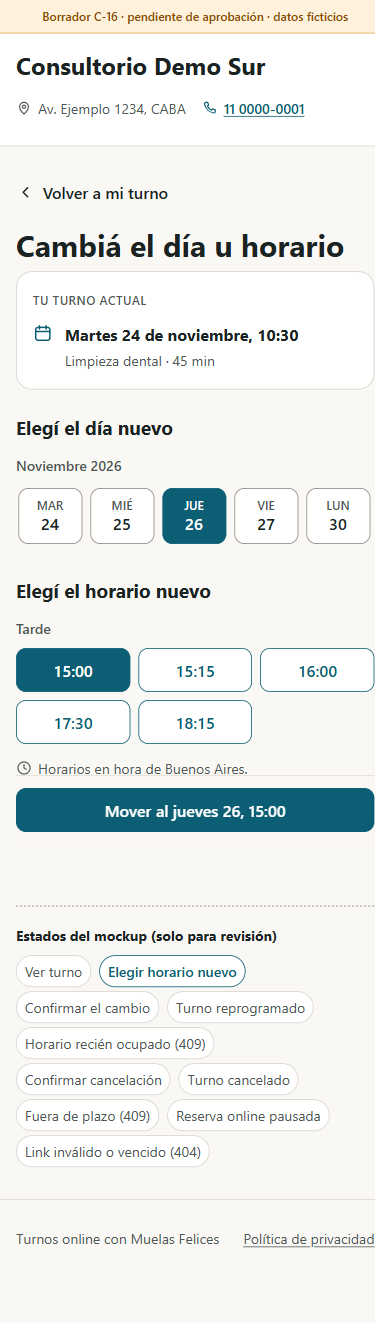 Borrador C-16 · pendiente de aprobación · datos ficticios
Consultorio Demo Sur
Av. Ejemplo 1234, CABA 11 0000-0001
Volver a mi turno
Cambiá el día u horario
TU TURNO ACTUAL
Martes 24 de noviembre, 10:30
Limpieza dental · 45 min
Elegí el día nuevo
Noviembre 2026
MAR MIÉ JUE VIE LUN
24 25 26 27 30
Elegí el horario nuevo
Tarde
15:00 15:15 16:00
17:30 18:15
Horarios en hora de Buenos Aires.
Mover al jueves 26, 15:00
Estados del mockup (solo para revisión)
Ver turno Elegir horario nuevo
Confirmar el cambio Turno reprogramado
Horario recién ocupado (409)
Confirmar cancelación Turno cancelado
Fuera de plazo (409) Reserva online pausada
Link inválido o vencido (404)
Turnos online con Muelas Felices Política de privacidad